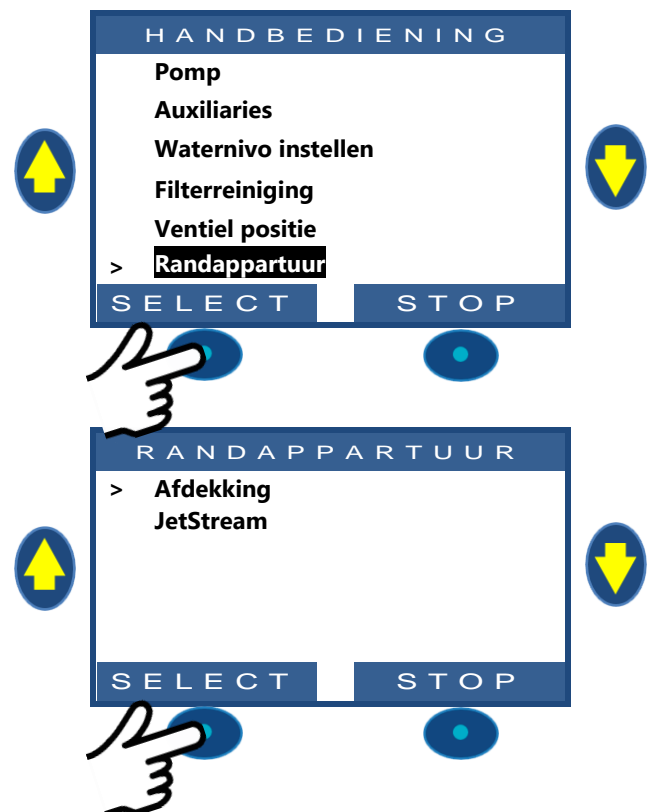 HANDBEDIENING
Pomp
Auxiliaries
Waternivo instellen
Filterreiniging
Ventiel positie
> Randappartuur
SELECT STOP
RANDAPPARTUUR
> Afdekking
JetStream
SELECT STOP